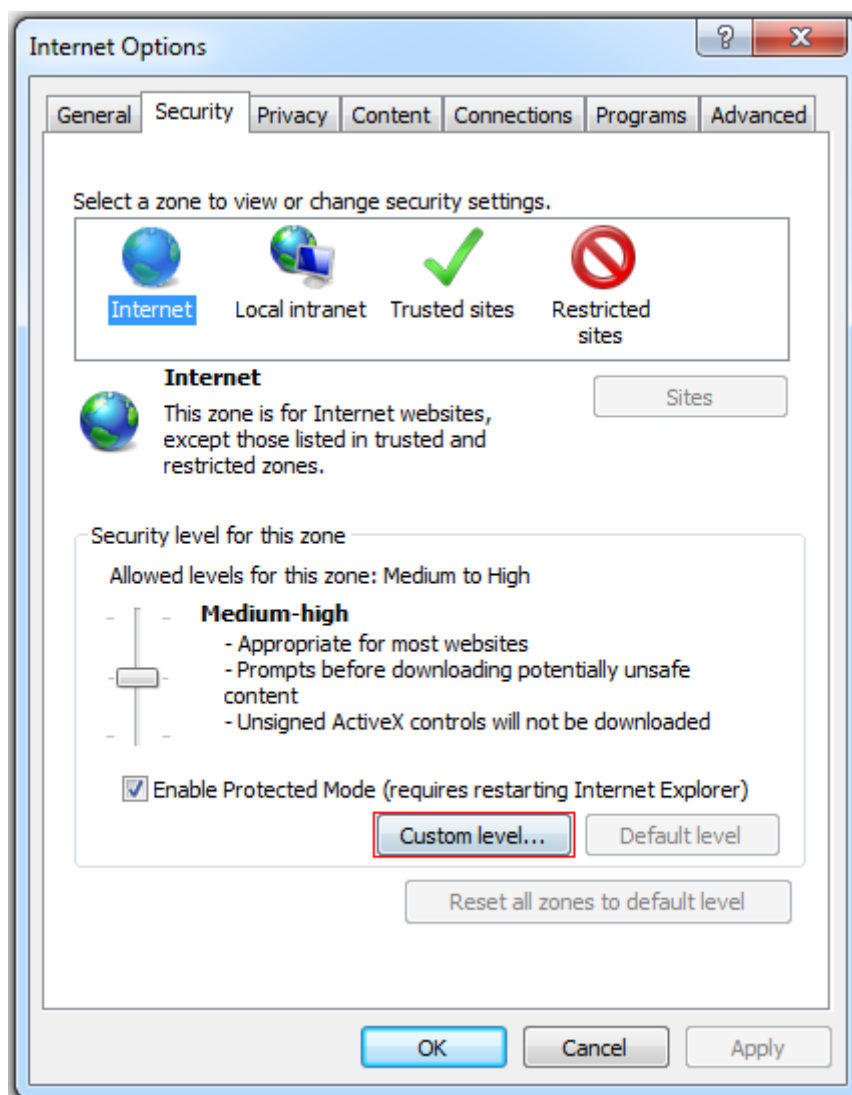 Internet Options
General Security Privacy Content Connections Programs Advanced
Select a zone to view or change security settings.
Internet Local intranet Trusted sites Restricted
sites
Internet
Sites
This zone is for Internet websites,
except those listed in trusted and
restricted zones.
Security level for this zone
Allowed levels for this zone: Medium to High
Medium-high
- Appropriate for most websites
- Prompts before downloading potentially unsafe
content
- Unsigned ActiveX controls will not be downloaded
Enable Protected Mode (requires restarting Internet Explorer)
Custom level... Default level
Reset all zones to default level
OK Cancel Apply